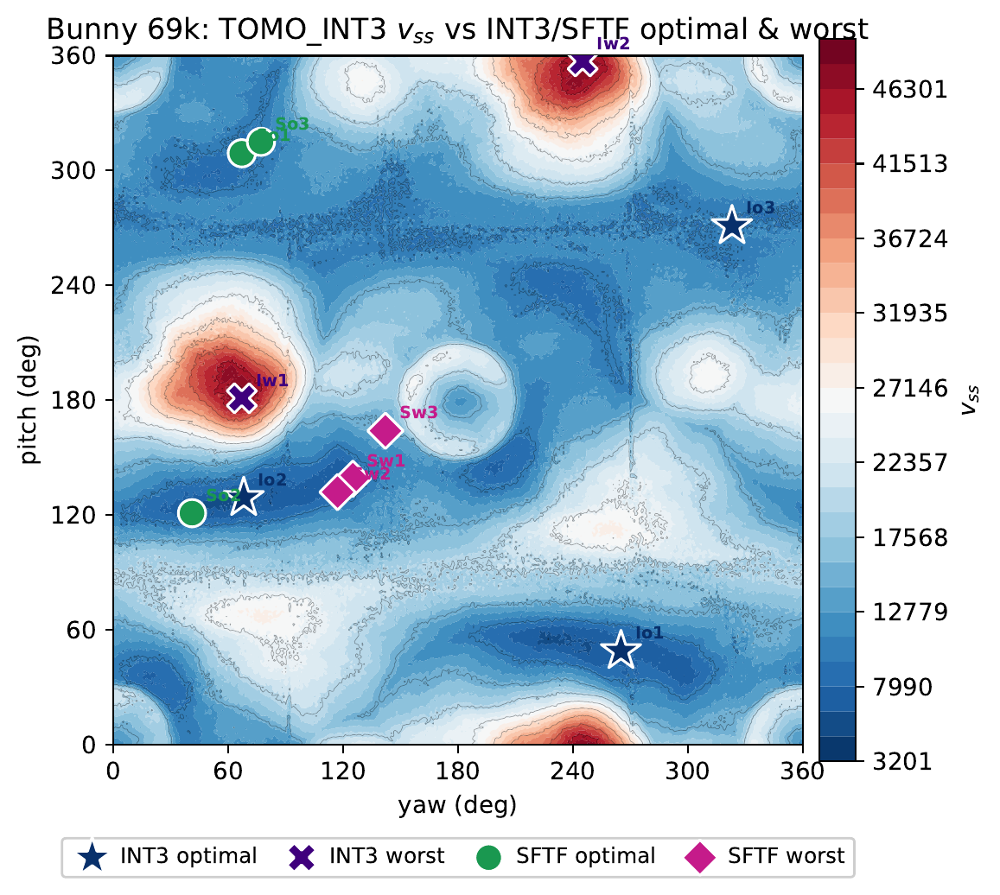 Bunny 69k: TOMO_INT3 v_ss vs INT3/SFTF optimal & worst
Iw2
360
300
240
180
120
60
0
pitch (deg)
So3
Io3
Iw1
Sw3
Sw1
Io2
So2
Io1
0
60
120
180
240
300
360
yaw (deg)
46301
41513
36724
31935
27146
22357
17568
12779
7990
3201
v_ss
INT3 optimal
INT3 worst
SFTF optimal
SFTF worst